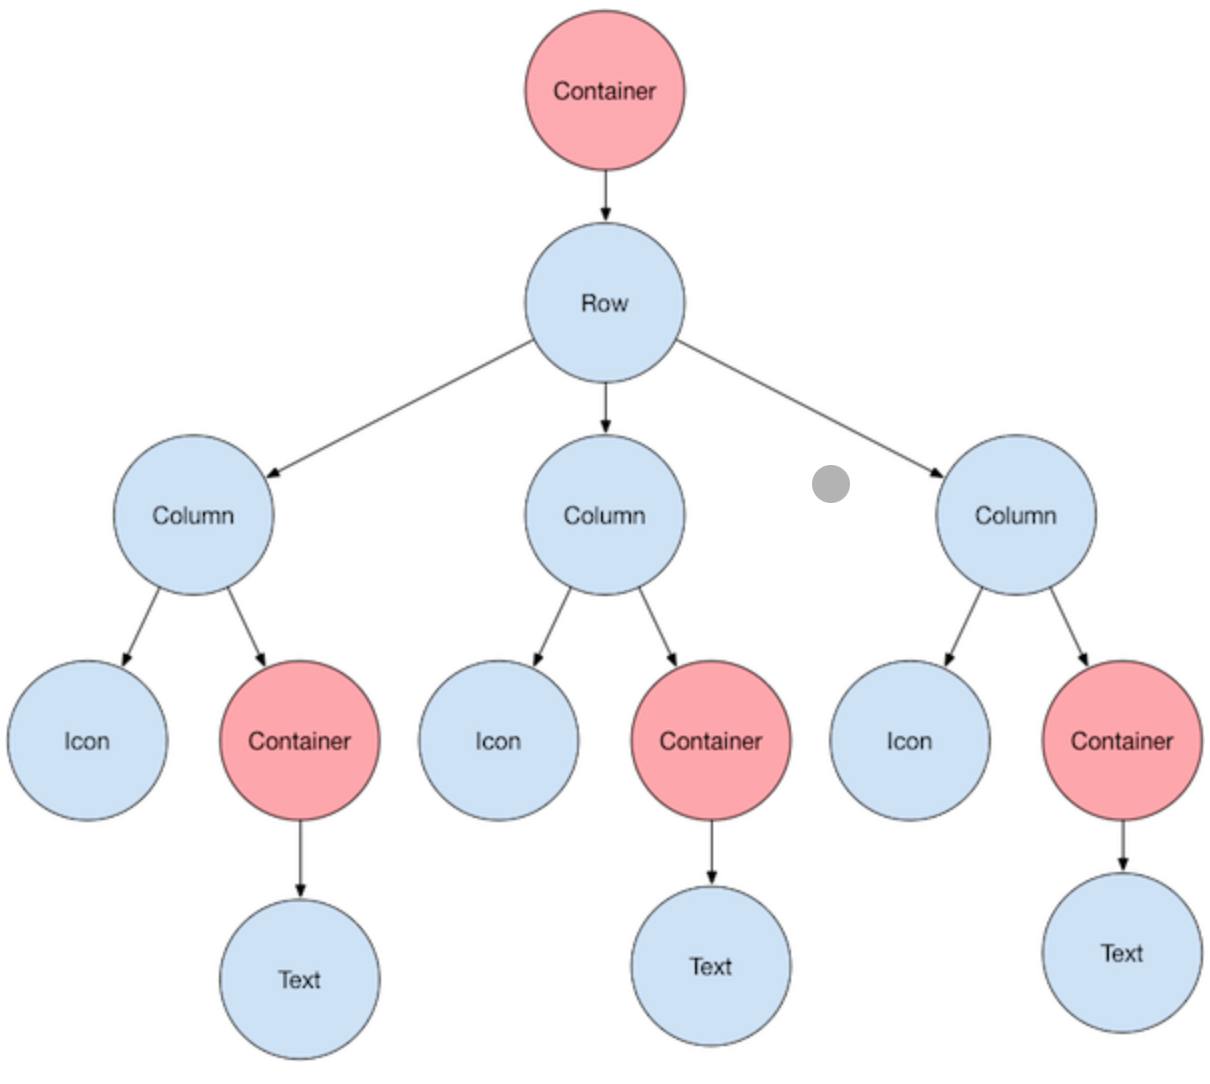 Container
Row
Column
Column
Column
Icon
Container
Icon
Container
Icon
Container
Text
Text
Text